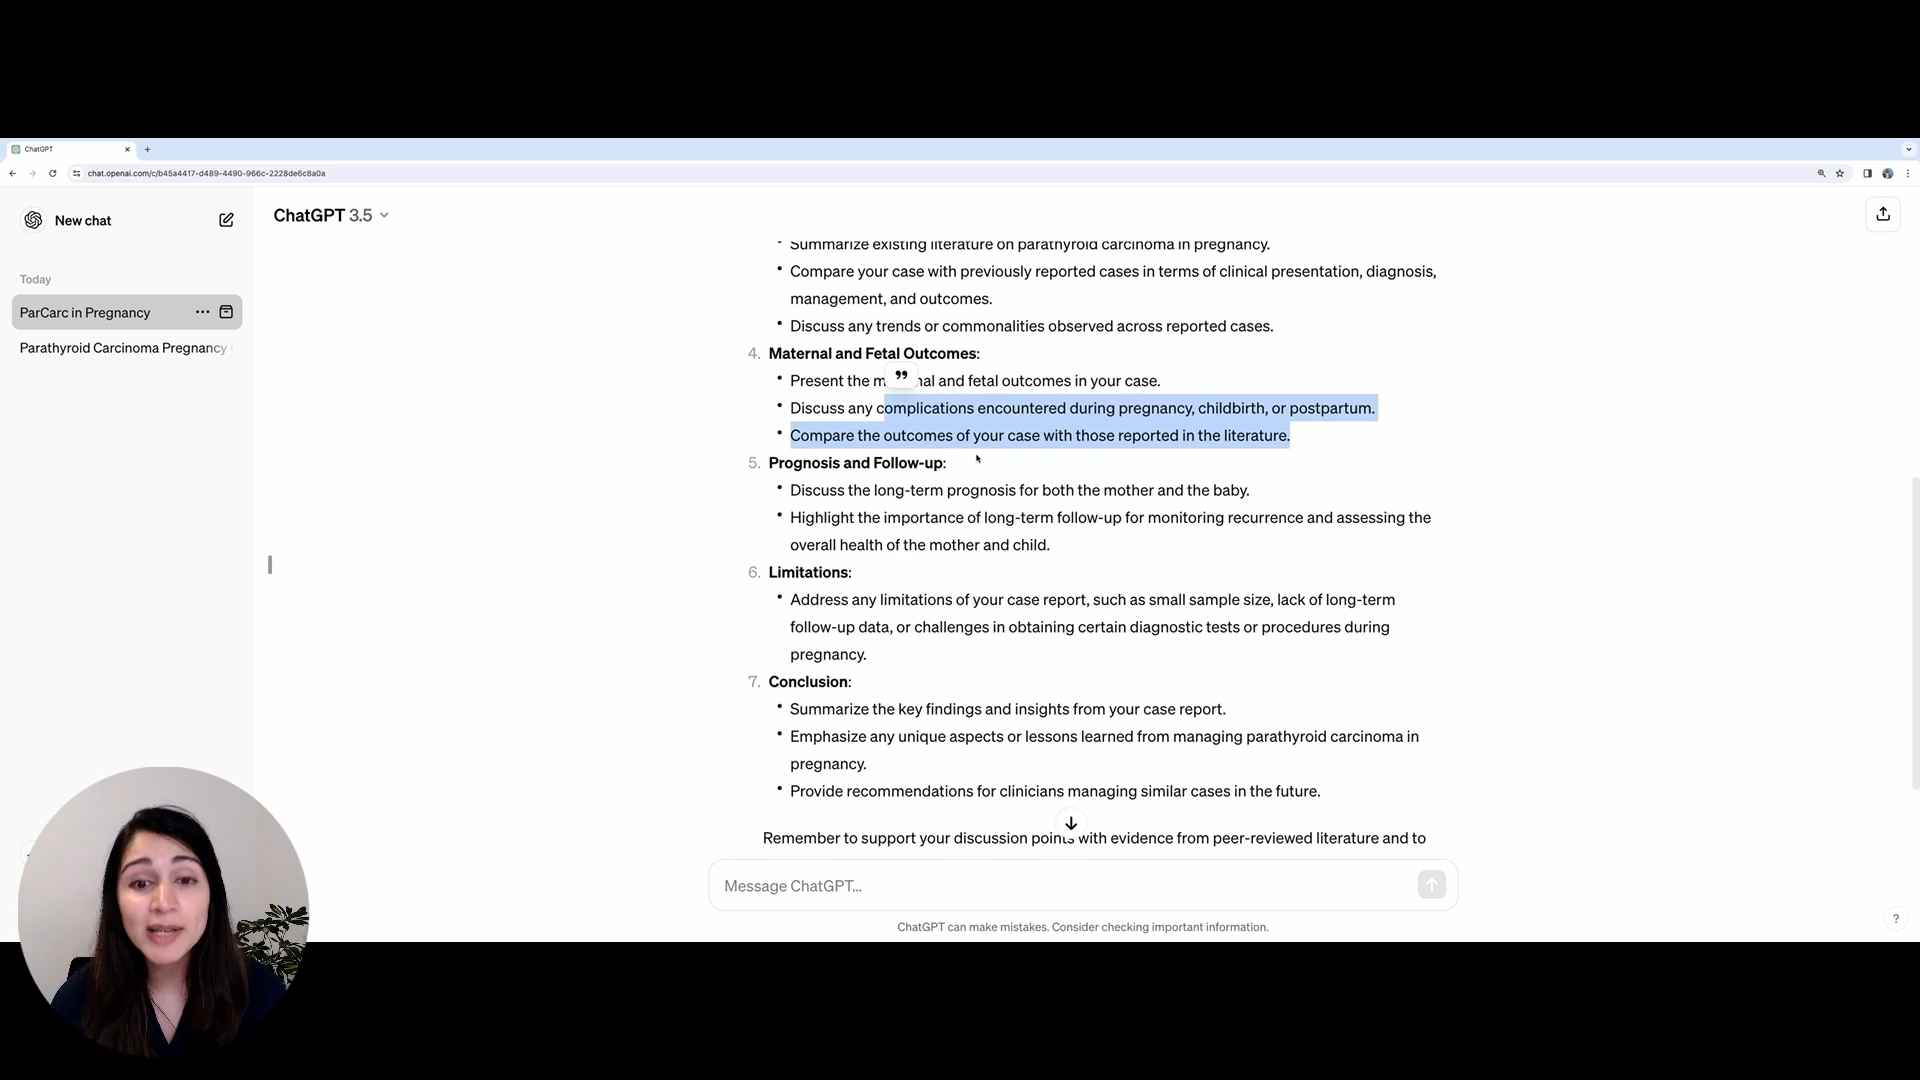 ChatGPT
chat.openai.com/c/b45a4417-d489-4490-966c-2228de6c8a0a
New chat
ChatGPT 3.5
Today
ParCarc in Pregnancy
Parathyroid Carcinoma Pregnancy
• Summarize existing literature on parathyroid carcinoma in pregnancy.
• Compare your case with previously reported cases in terms of clinical presentation, diagnosis,
management, and outcomes.
• Discuss any trends or commonalities observed across reported cases.
4. Maternal and Fetal Outcomes:
• Present the m nal and fetal outcomes in your case.
• Discuss any complications encountered during pregnancy, childbirth, or postpartum.
• Compare the outcomes of your case with those reported in the literature.
5. Prognosis and Follow-up:
• Discuss the long-term prognosis for both the mother and the baby.
• Highlight the importance of long-term follow-up for monitoring recurrence and assessing the
overall health of the mother and child.
6. Limitations:
• Address any limitations of your case report, such as small sample size, lack of long-term
follow-up data, or challenges in obtaining certain diagnostic tests or procedures during
pregnancy.
7. Conclusion:
• Summarize the key findings and insights from your case report.
• Emphasize any unique aspects or lessons learned from managing parathyroid carcinoma in
pregnancy.
• Provide recommendations for clinicians managing similar cases in the future.
Remember to support your discussion points with evidence from peer-reviewed literature and to
Message ChatGPT...
ChatGPT can make mistakes. Consider checking important information.
?